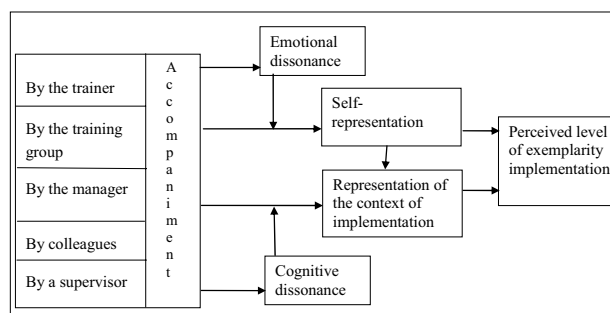 By the trainer
By the training
group
By the manager
By colleagues
By a supervisor
Accompaniment
Emotional
dissonance
Self-
representation
Representation of
the context of
implementation
Cognitive
dissonance
Perceived level
of exemplarity
implementation